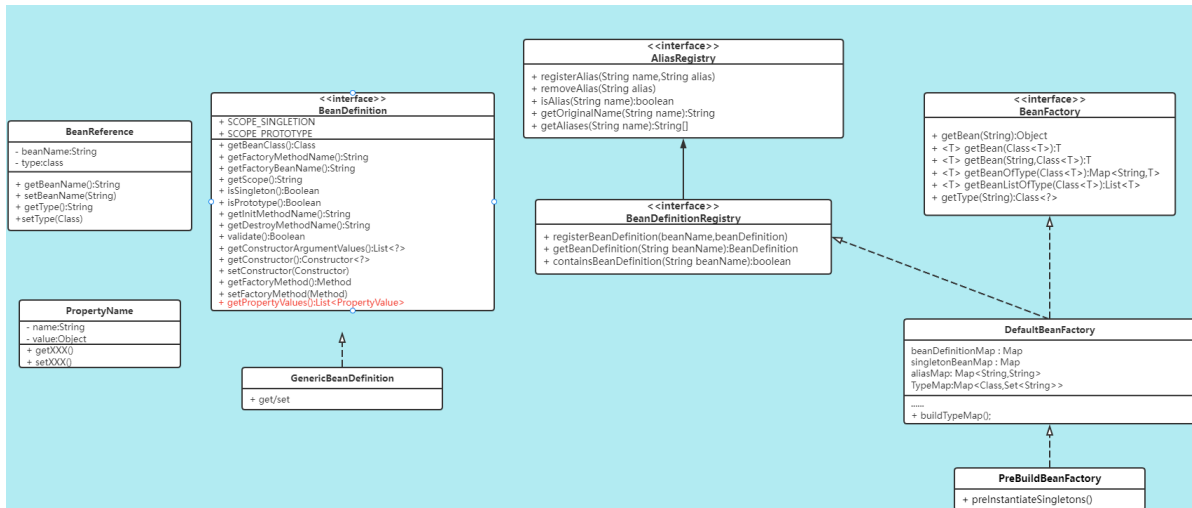 BeanReference
- beanName:String
- type:class
+ getBeanName():String
+ setBeanName(String)
+ getType():String
+setType(Class)
PropertyName
- name:String
- value:Object
+ getXXX()
+ setXXX()
<<interface>>
BeanDefinition
+ SCOPE_SINGLETION
+ SCOPE_PROTOTYPE
+ getBeanClass():Class
+ getFactoryMethodName():String
+ getFactoryBeanName():String
+ getScope():String
+ isSingleton():Boolean
+ isPrototype():Boolean
+ getInitMethodName():String
+ getDestroyMethodName():String
+ validate():Boolean
+ getConstructorArgumentValues():List<?>
+ getConstructor():Constructor<?>
+ setConstructor(Constructor)
+ getFactoryMethod():Method
+ setFactoryMethod(Method)
+ getPropertyValues():List<PropertyValue>
GenericBeanDefinition
+ get/set
<<interface>>
AliasRegistry
+ registerAlias(String name,String alias)
+ removeAlias(String alias)
+ isAlias(String name):boolean
+ getOriginalName(String name):String
+ getAliases(String name):String[]
<<interface>>
BeanDefinitionRegistry
+ registerBeanDefinition(beanName,beanDefinition)
+ getBeanDefinition(String beanName):BeanDefinition
+ containsBeanDefinition(String beanName):boolean
<<interface>>
BeanFactory
+ getBean(String):Object
+ <T> getBean(Class<T>):T
+ <T> getBean(String,Class<T>):T
+ <T> getBeanOfType(Class<T>):Map<String,T>
+ <T> getBeanListOfType(Class<T>):List<T>
+ getType(String):Class<?>
DefaultBeanFactory
beanDefinitionMap : Map
singletonBeanMap : Map
aliasMap: Map<String,String>
TypeMap:Map<Class,Set<String>>
......
+ buildTypeMap();
PreBuildBeanFactory
+ preInstantiateSingletons()